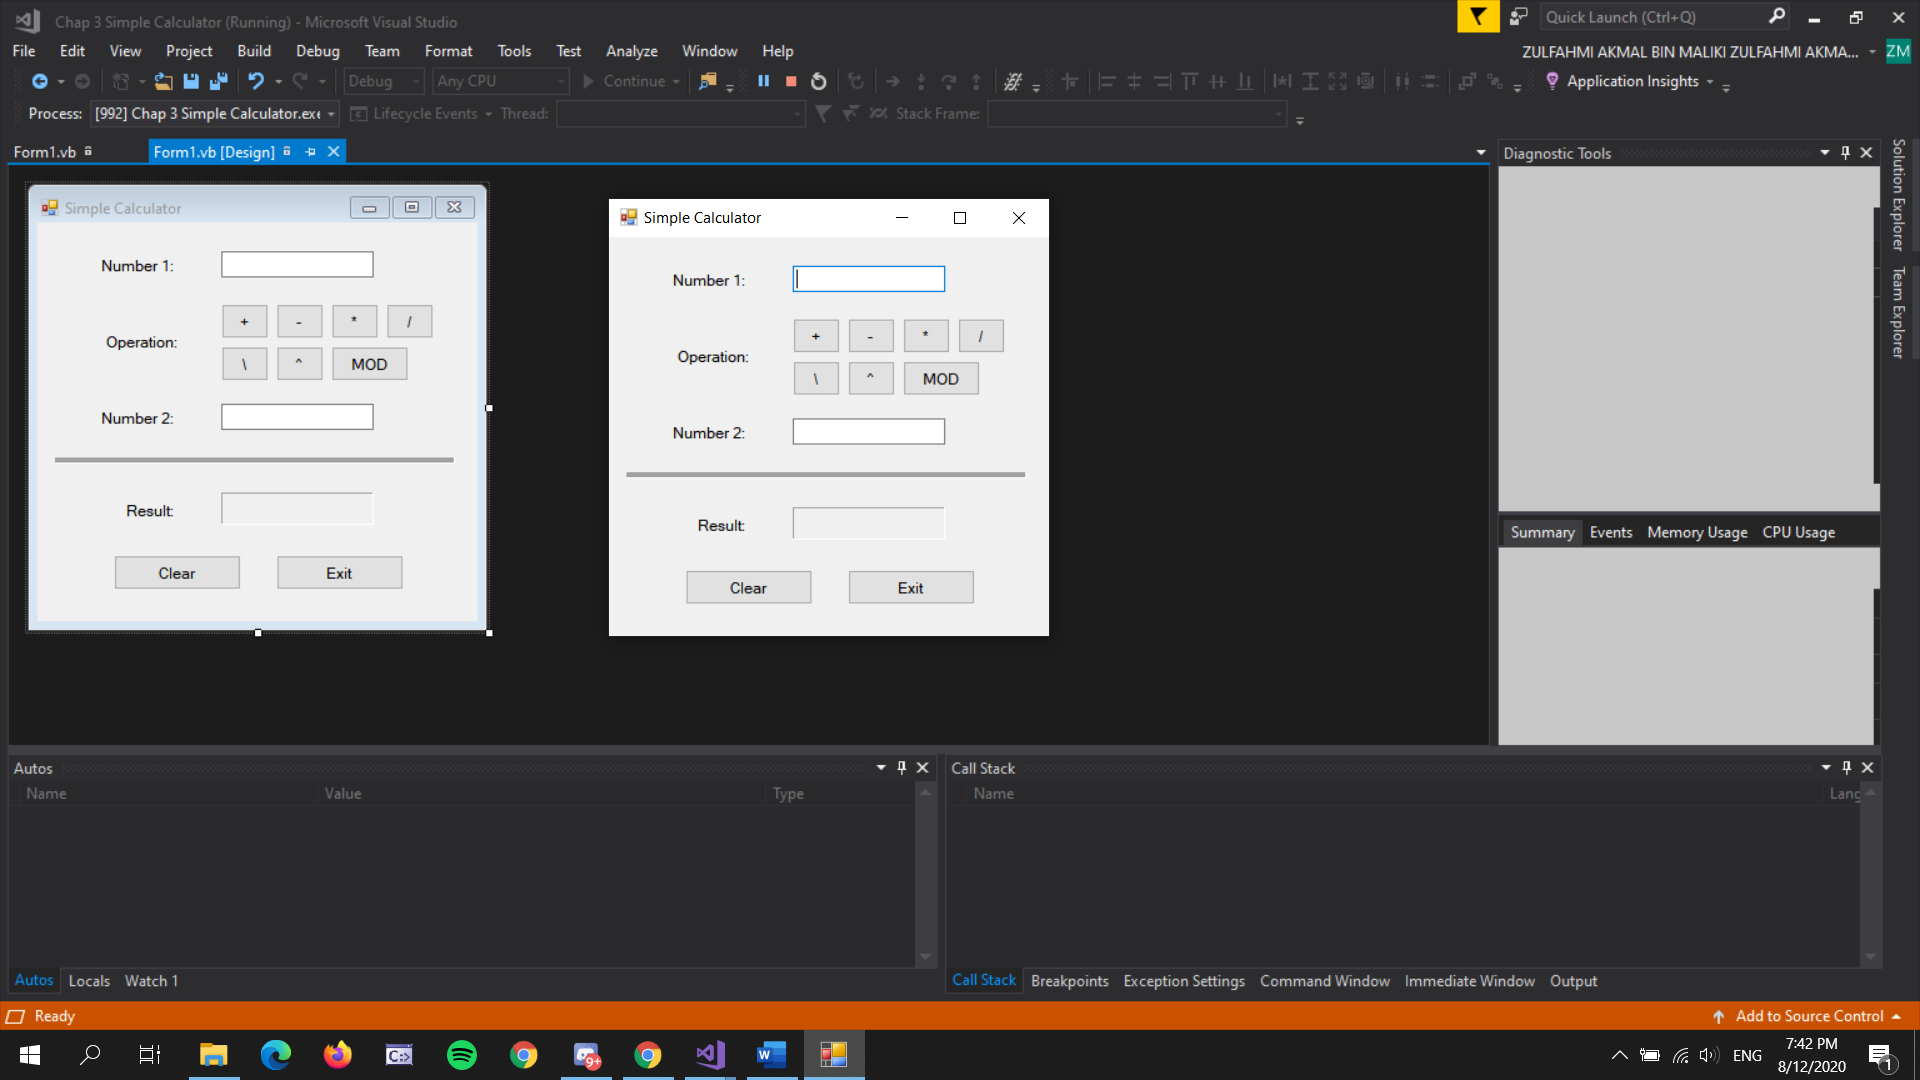 Chap 3 Simple Calculator (Running) - Microsoft Visual Studio
Quick Launch (Ctrl+Q)
File Edit View Project Build Debug Team Format Tools Test Analyze Window Help
ZULFAHMI AKMAL BIN MALIKI ZULFAHMI AKMA... ZM
Debug Any CPU Continue Application Insights
Process: [992] Chap 3 Simple Calculator.exe Lifecycle Events Thread: Stack Frame:
Form1.vb Form1.vb [Design]
Diagnostic Tools
Solution Explorer
Team Explorer
Simple Calculator
Number 1:
+ - * /
Operation:
\ ^ MOD
Number 2:
Result:
Clear Exit
Simple Calculator
Number 1:
+ - * /
Operation:
\ ^ MOD
Number 2:
Result:
Clear Exit
Summary Events Memory Usage CPU Usage
Autos
Name Value Type
Call Stack
Name Lang
Autos Locals Watch 1
Call Stack Breakpoints Exception Settings Command Window Immediate Window Output
Ready
Add to Source Control
C:\
9+
W
ENG
7:42 PM
8/12/2020
1